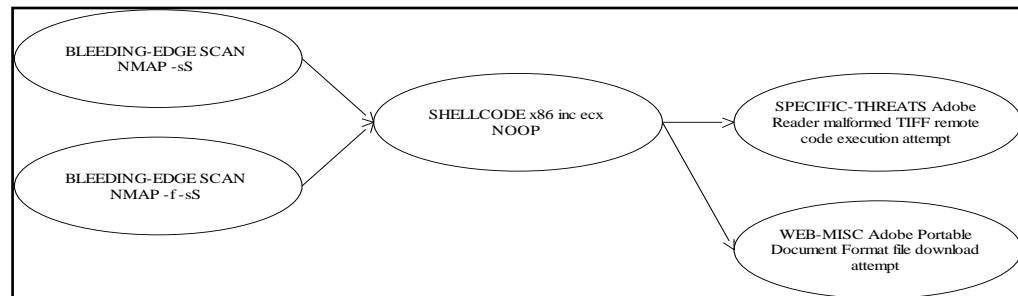 BLEEDING-EDGE SCAN
NMAP -sS
BLEEDING-EDGE SCAN
NMAP -f -sS
SHELLCODE x86 inc ecx
NOOP
SPECIFIC-THREATS Adobe
Reader malformed TIFF remote
code execution attempt
WEB-MISC Adobe Portable
Document Format file download
attempt